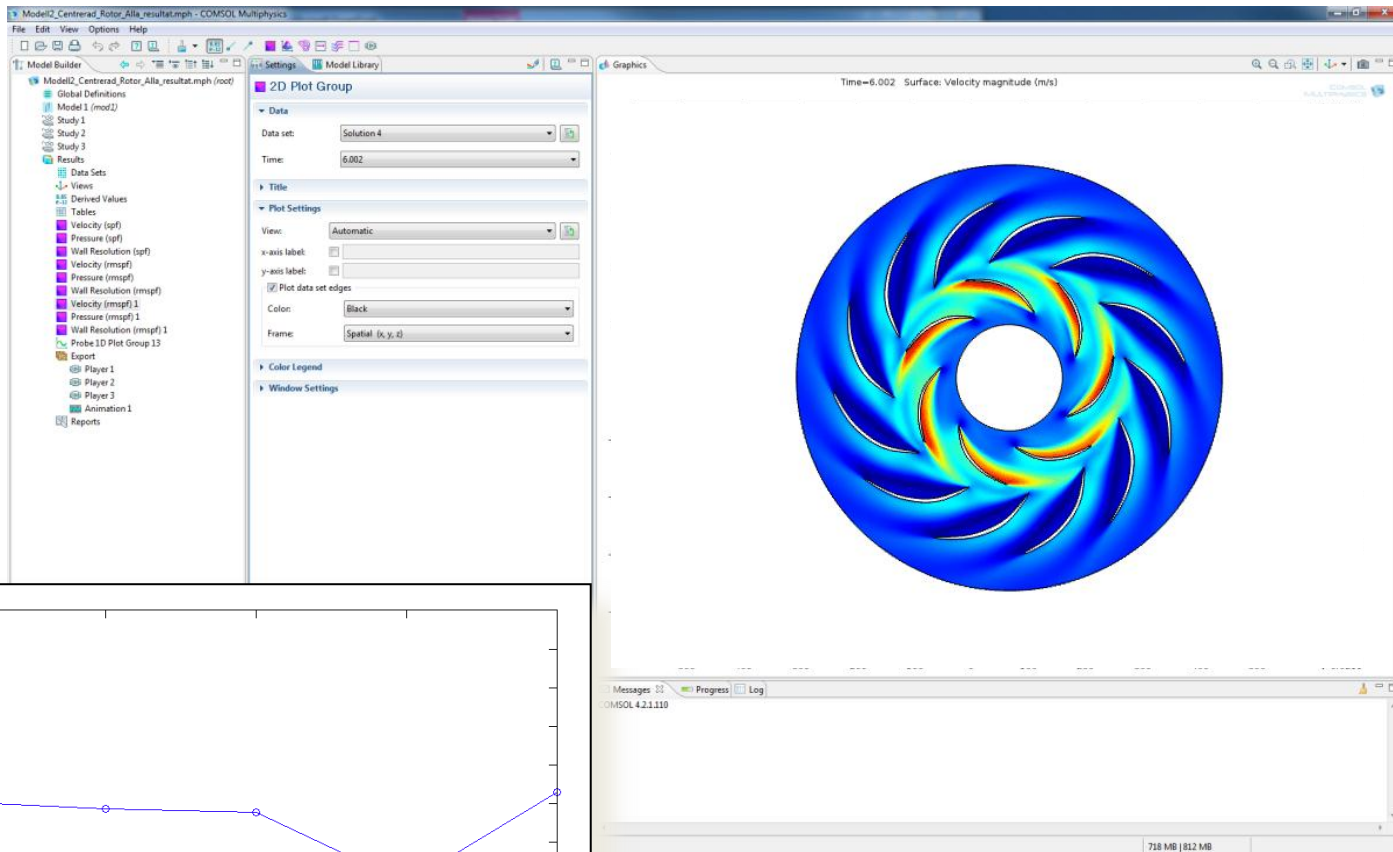 Modell2_Centrerad_Rotor_Alla_resultat.mph - COMSOL Multiphysics
File Edit View Options Help
Model Builder
Modell2_Centrerad_Rotor_Alla_resultat.mph (root)
Global Definitions
Model 1 (mod1)
Study 1
Study 2
Study 3
Results
Data Sets
Views
Derived Values
Tables
Velocity (spf)
Pressure (spf)
Wall Resolution (spf)
Velocity (rmspf)
Pressure (rmspf)
Wall Resolution (rmspf)
Velocity (rmspf) 1
Pressure (rmspf) 1
Wall Resolution (rmspf) 1
Probe 1D Plot Group 13
Export
Player 1
Player 2
Player 3
Animation 1
Reports
Settings Model Library
2D Plot Group
Data
Data set: Solution 4
Time: 6.002
Title
Plot Settings
View: Automatic
x-axis label:
y-axis label:
Plot data set edges
Color: Black
Frame: Spatial (x, y, z)
Color Legend
Window Settings
Graphics
Time=6.002 Surface: Velocity magnitude (m/s)
COMSOL
MULTIPHYSICS
Messages Progress Log
COMSOL 4.2.1.110
718 MB | 812 MB